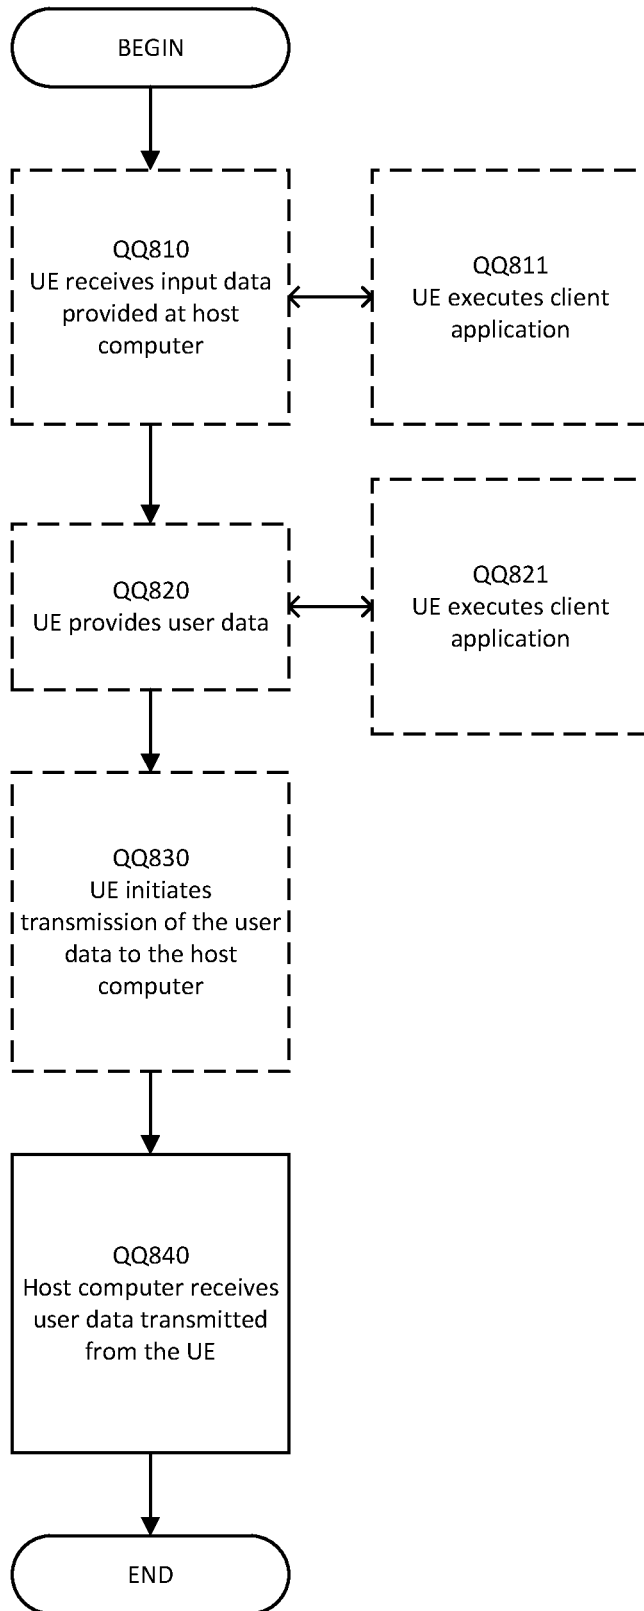 BEGIN
QQ810
UE receives input data
provided at host
computer
QQ811
UE executes client
application
QQ820
UE provides user data
QQ821
UE executes client
application
QQ830
UE initiates
transmission of the user
data to the host
computer
QQ840
Host computer receives
user data transmitted
from the UE
END